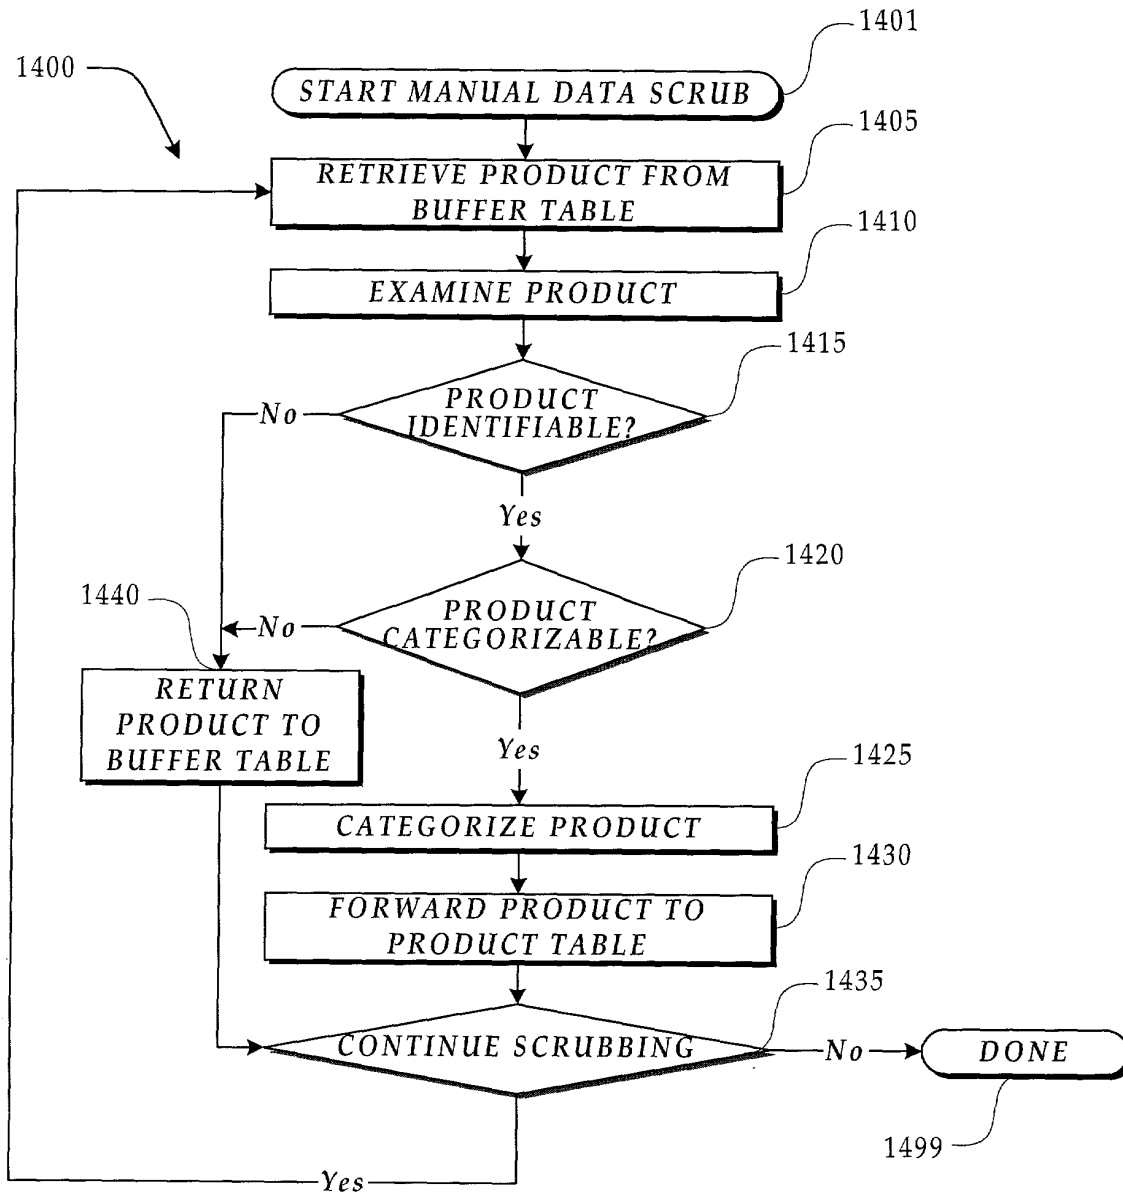 1401
1400
START MANUAL DATA SCRUB
1405
RETRIEVE PRODUCT FROM
BUFFER TABLE
1410
EXAMINE PRODUCT
1415
PRODUCT
IDENTIFIABLE?
No
Yes
1420
1440
PRODUCT
CATEGORIZABLE?
No
RETURN
PRODUCT TO
BUFFER TABLE
Yes
1425
CATEGORIZE PRODUCT
1430
FORWARD PRODUCT TO
PRODUCT TABLE
1435
CONTINUE SCRUBBING
No
DONE
1499
Yes